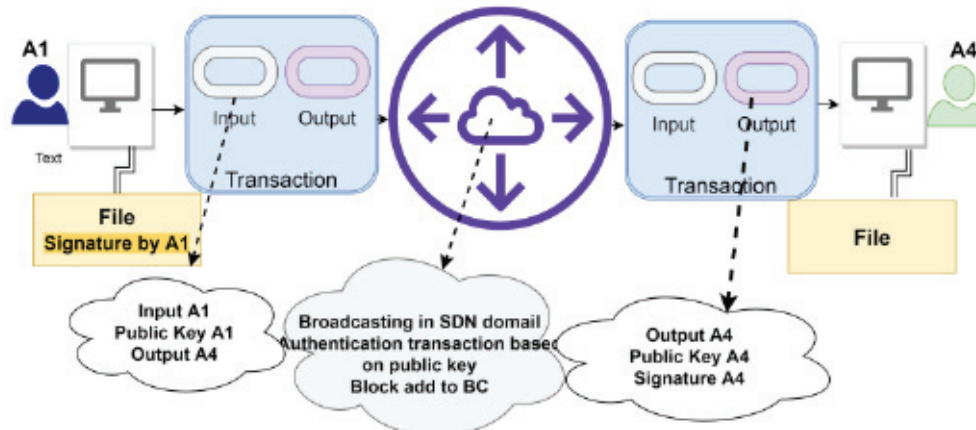 A1
Text
File
Signature by A1
Input
Output
Transaction
Input A1
Public Key A1
Output A4
Broadcasting in SDN domail
Authentication transaction based
on public key
Block add to BC
Input
Output
Transaction
Output A4
Public Key A4
Signature A4
A4
File